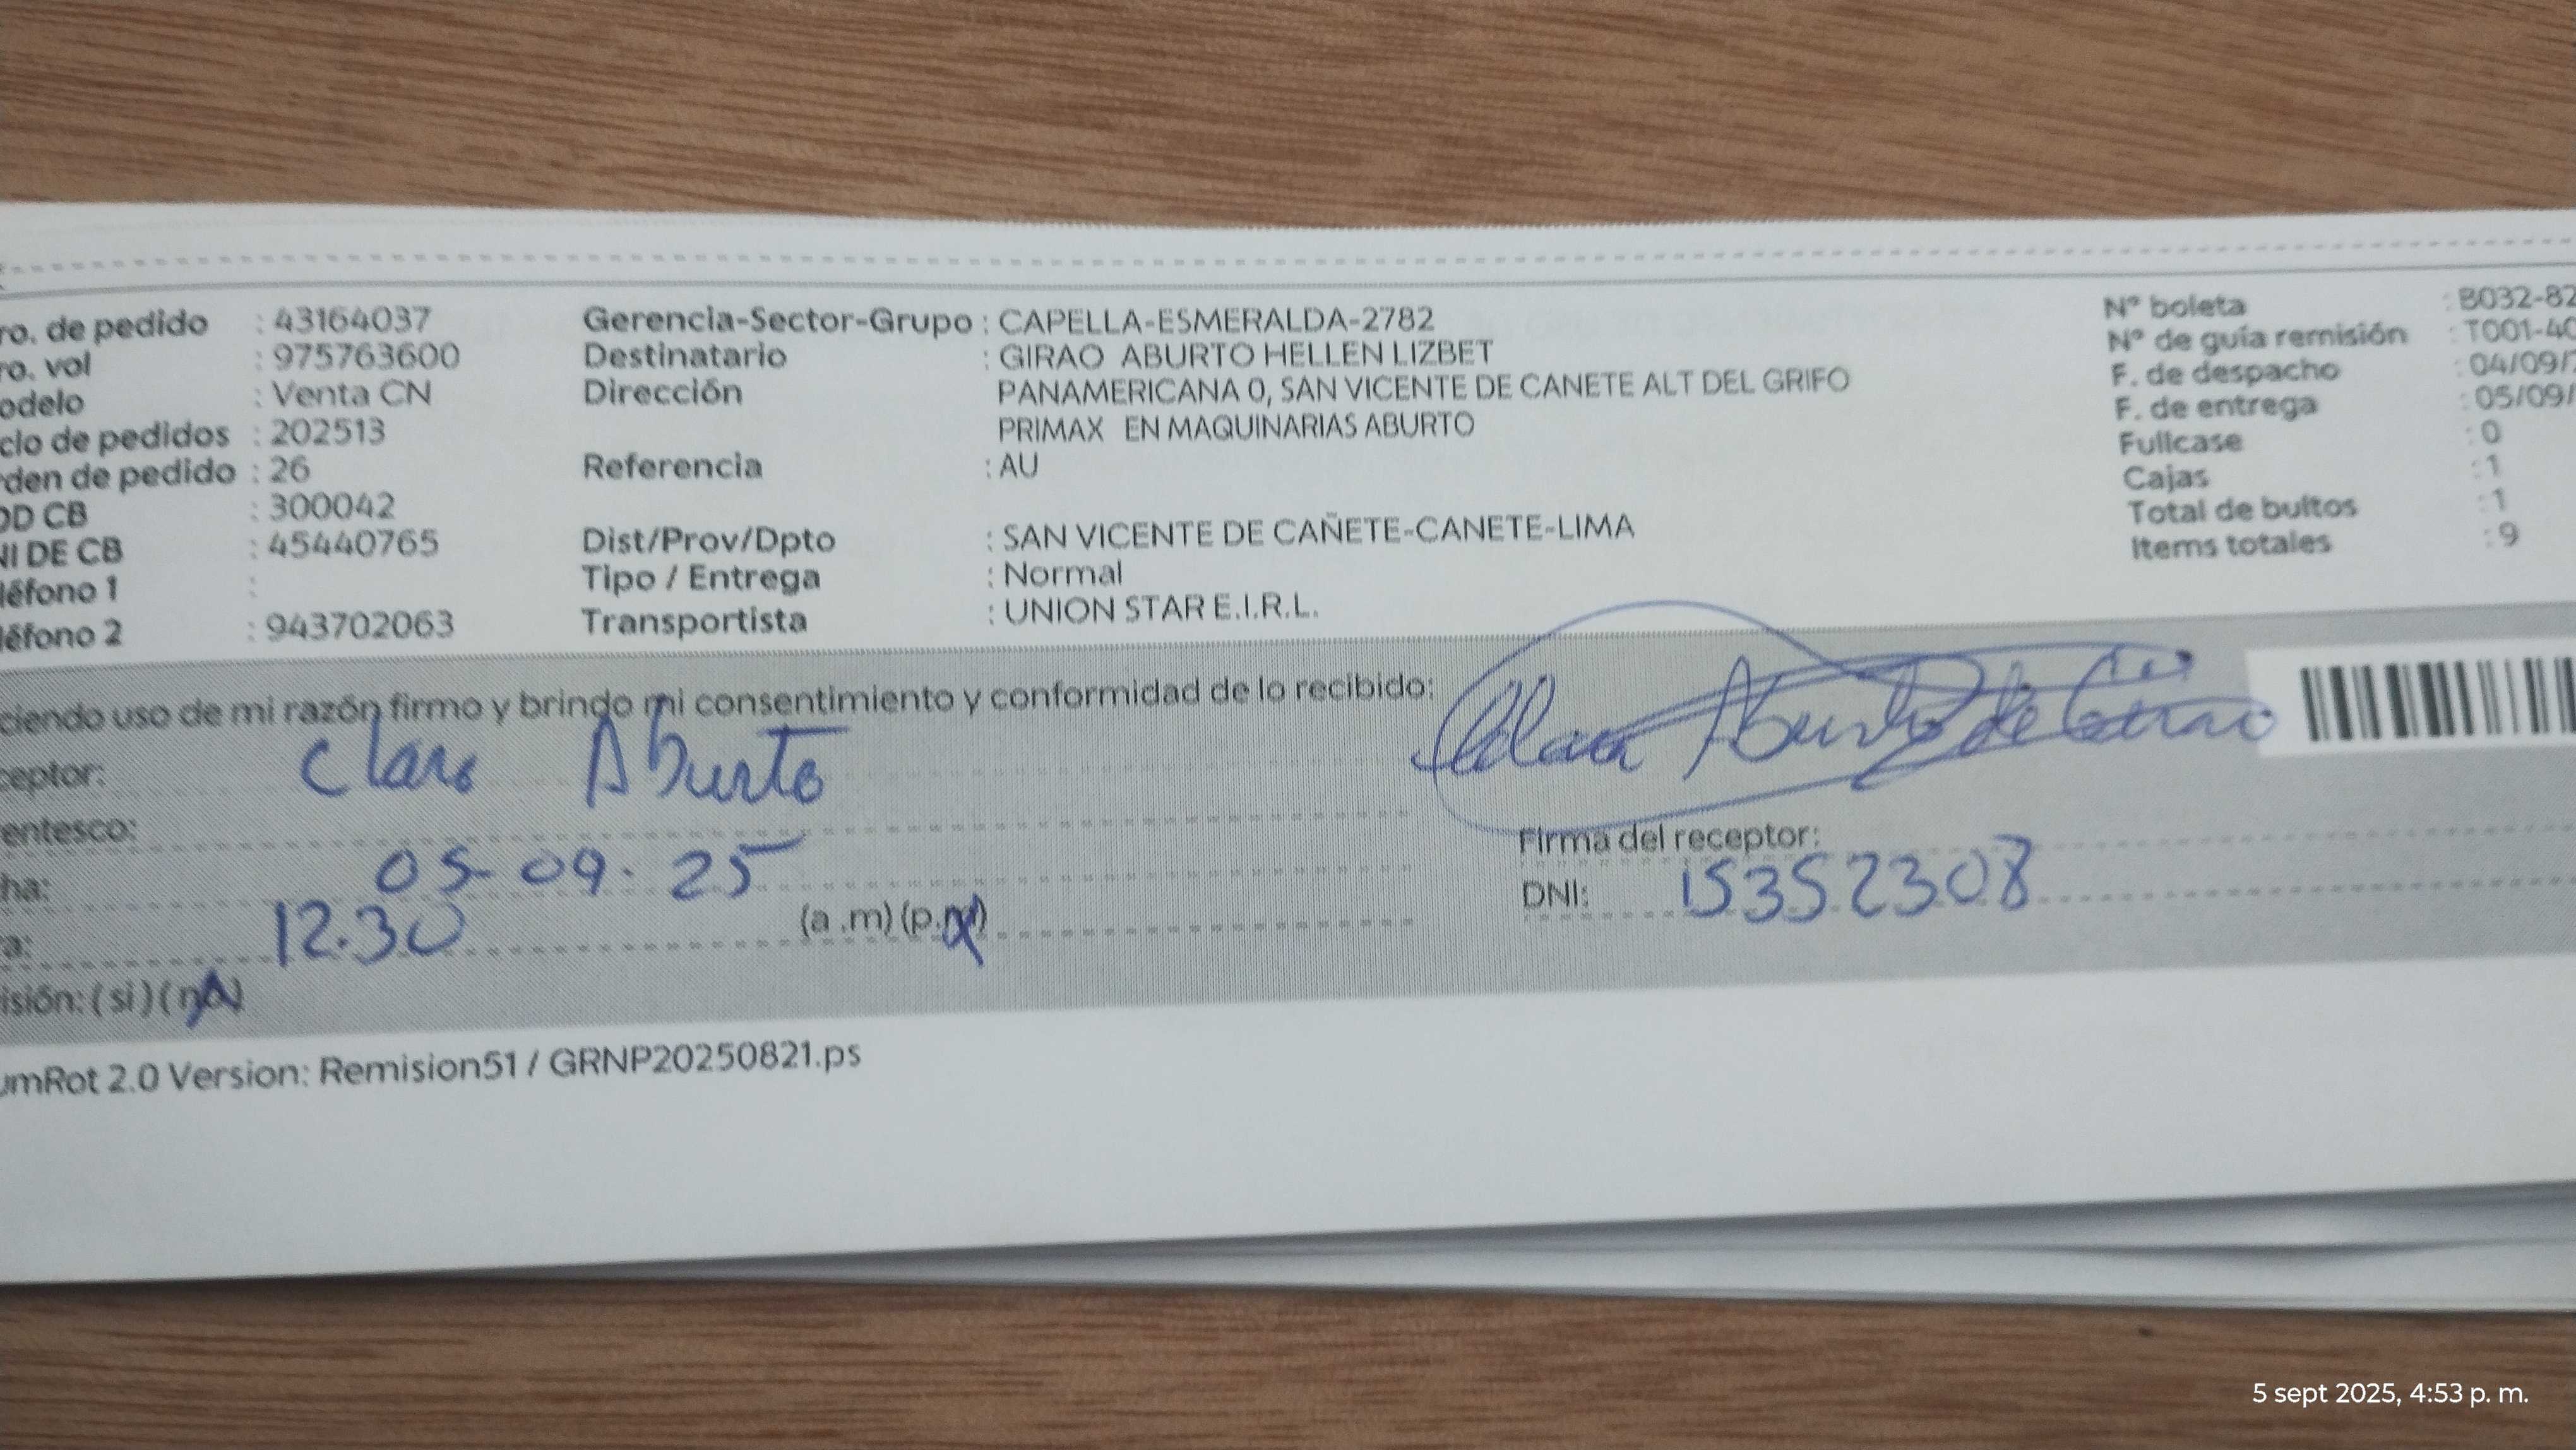 ro. de pedido : 43164037
ro. vol : 975763600
odelo : Venta CN
clo de pedidos : 202513
den de pedido : 26
OD CB : 300042
NI DE CB : 45440765
léfono 1 :
léfono 2 : 943702063
Gerencia-Sector-Grupo : CAPELLA-ESMERALDA-2782
Destinatario : GIRAO ABURTO HELLEN LIZBET
Dirección PANAMERICANA 0, SAN VICENTE DE CANETE ALT DEL GRIFO
PRIMAX EN MAQUINARIAS ABURTO
Referencia : AU
Dist/Prov/Dpto : SAN VICENTE DE CAÑETE-CANETE-LIMA
Tipo / Entrega : Normal
Transportista : UNION STAR E.I.R.L.
N° boleta : B032-82
N° de guía remisión : T001-40
F. de despacho : 04/09/
F. de entrega : 05/09/
Fullcase : 0
Cajas : 1
Total de bultos : 1
Items totales : 9
ciendo uso de mi razón firmo y brindo mi consentimiento y conformidad de lo recibido:
ceptor: Clara Aburto
Clara Aburto de Girao
entesco:
Firma del receptor:
ha: 05-09-25
DNI: 15352308
ra: 12.30 (a .m) (p.m)
isión: ( si ) ( no )
umRot 2.0 Version: Remision51 / GRNP20250821.ps
5 sept 2025, 4:53 p. m.